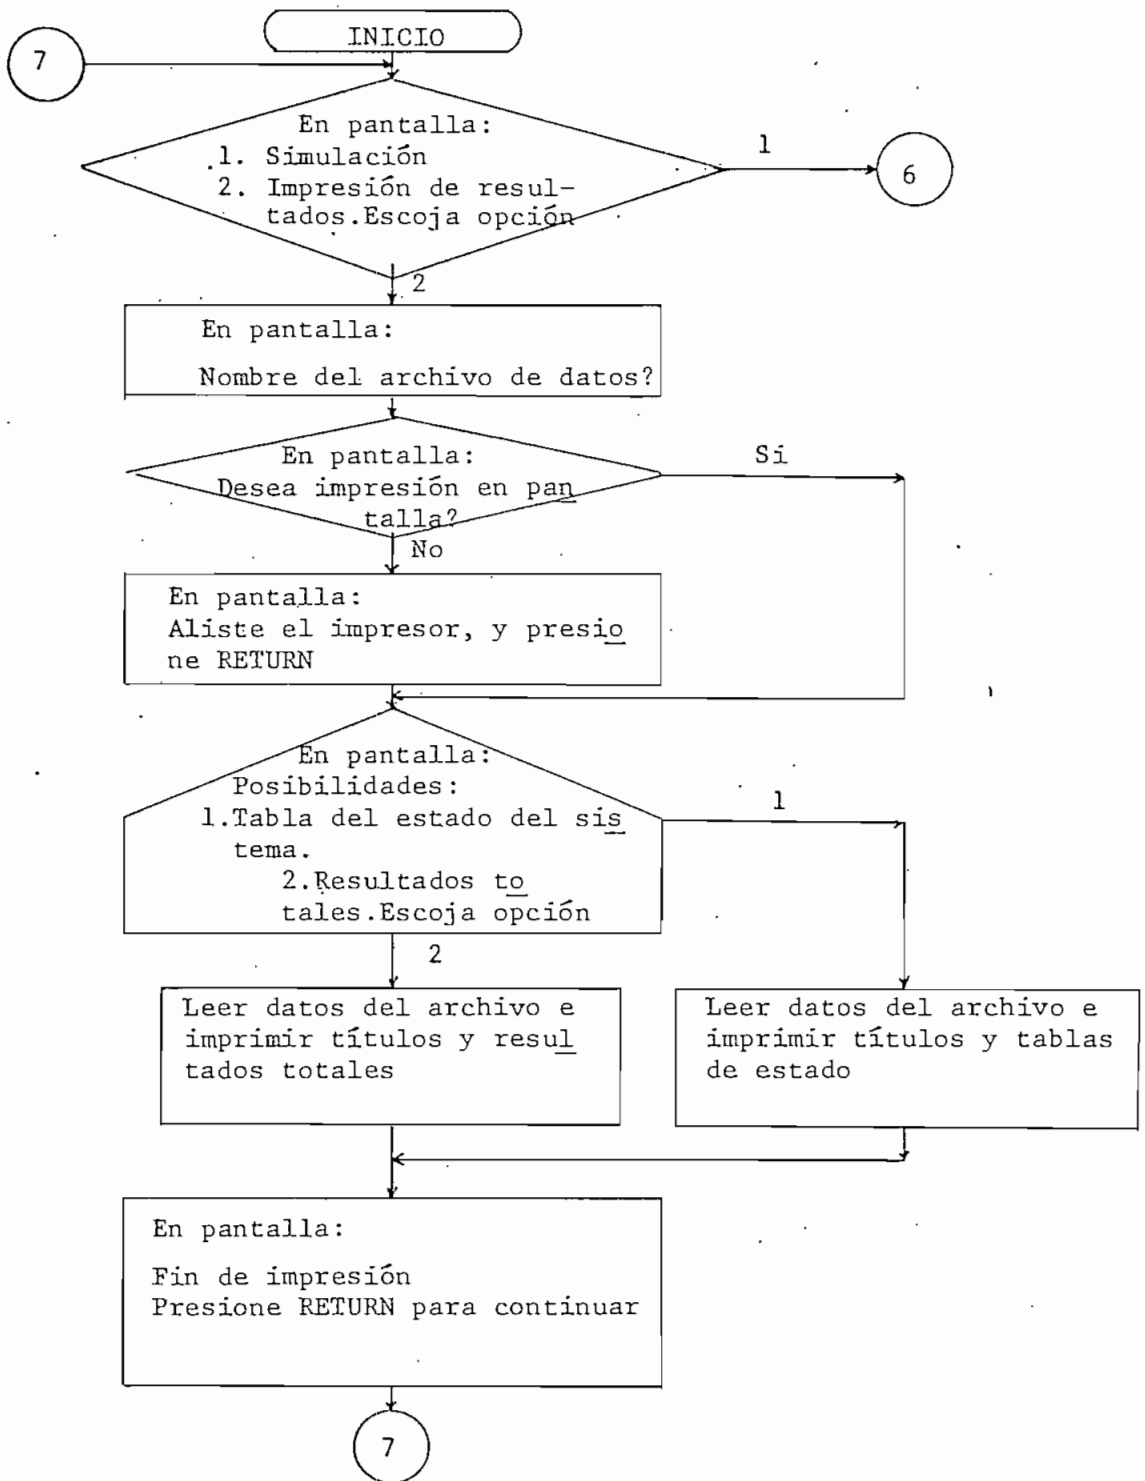 INICIO
7
En pantalla:
1. Simulación
2. Impresión de resul-
tados.Escoja opción
1
6
2
En pantalla:
Nombre del archivo de datos?
En pantalla:
Desea impresión en pan
talla?
Si
No
En pantalla:
Aliste el impresor, y presio
ne RETURN
En pantalla:
Posibilidades:
1.Tabla del estado del sis
tema.
2.Resultados to
tales.Escoja opción
1
2
Leer datos del archivo e
imprimir títulos y resul
tados totales
Leer datos del archivo e
imprimir títulos y tablas
de estado
En pantalla:
Fin de impresión
Presione RETURN para continuar
7